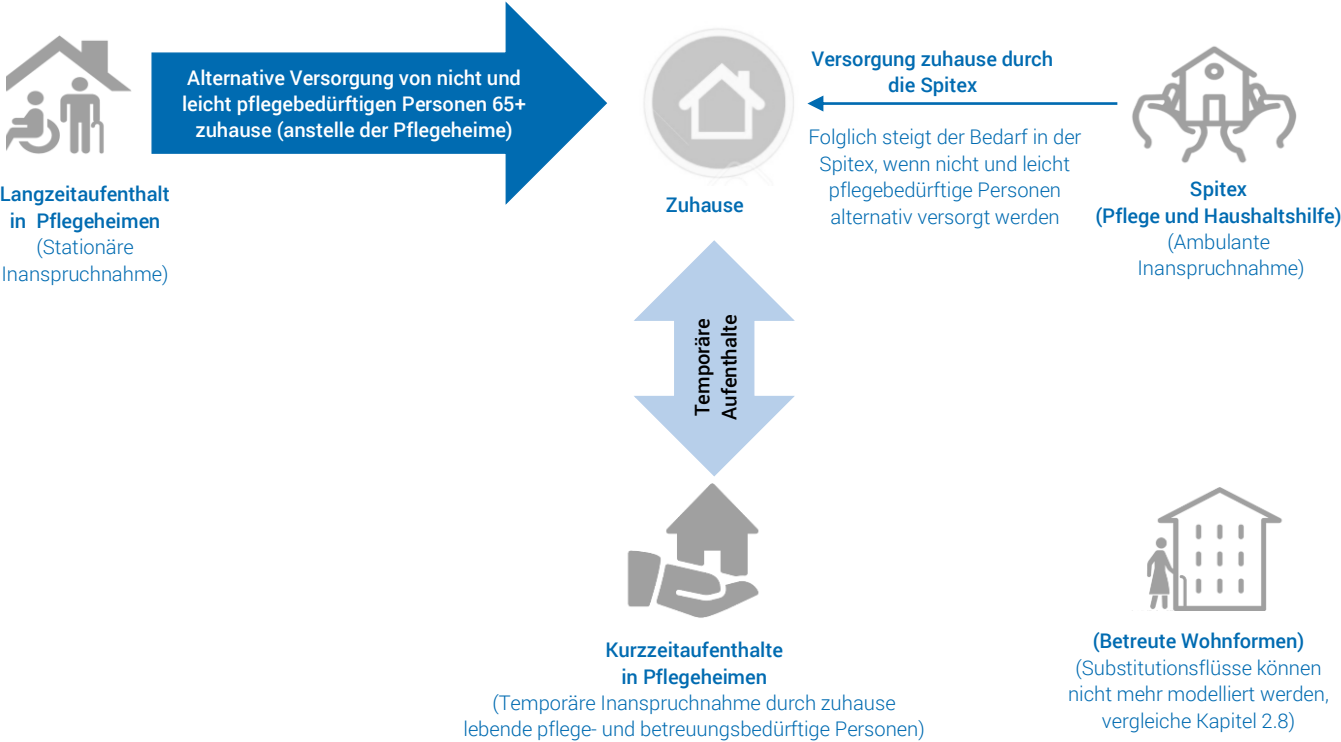 Alternative Versorgung von nicht und
leicht pflegebedürftigen Personen 65+
zuhause (anstelle der Pflegeheime)
Langzeitaufenthalt
in Pflegeheimen
(Stationäre
Inanspruchnahme)
Zuhause
Versorgung zuhause durch
die Spitex
Folglich steigt der Bedarf in der
Spitex, wenn nicht und leicht
pflegebedürftige Personen
alternativ versorgt werden
Spitex
(Pflege und Haushaltshilfe)
(Ambulante
Inanspruchnahme)
Temporäre
Aufenthalte
Kurzzeitaufenthalte
in Pflegeheimen
(Temporäre Inanspruchnahme durch zuhause
lebende pflege- und betreuungsbedürftige Personen)
(Betreute Wohnformen)
(Substitutionsflüsse können
nicht mehr modelliert werden,
vergleiche Kapitel 2.8)